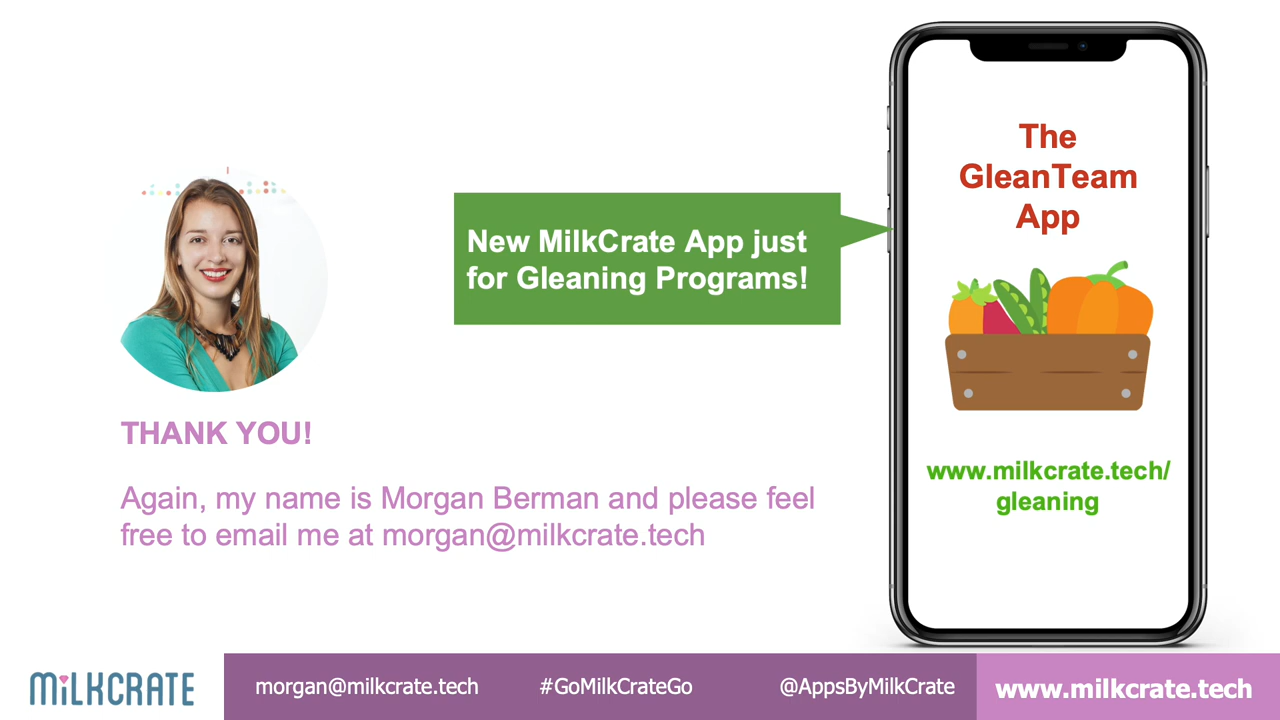 The
GleanTeam
App
New MilkCrate App just
for Gleaning Programs!
www.milkcrate.tech/
gleaning
THANK YOU!
Again, my name is Morgan Berman and please feel
free to email me at morgan@milkcrate.tech
MiLKCRATE
morgan@milkcrate.tech #GoMilkCrateGo @AppsByMilkCrate www.milkcrate.tech